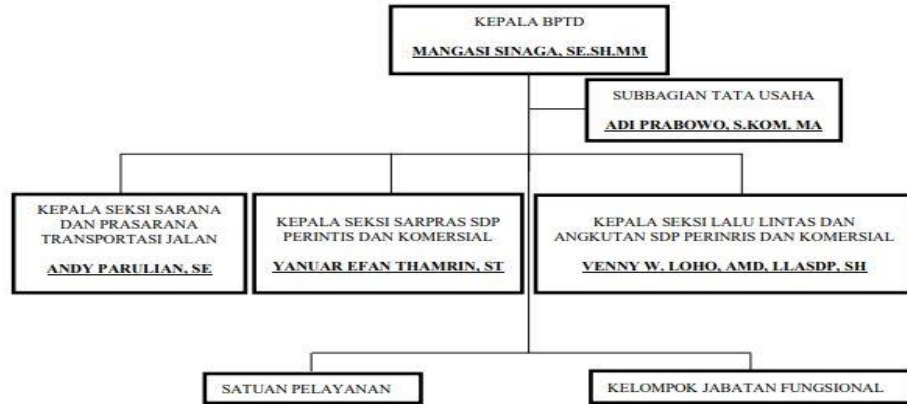 KEPALA BPTD
MANGASI SINAGA, SE.SH.MM
SUBBAGIAN TATA USAHA
ADI PRABOWO, S.KOM. MA
KEPALA SEKSI SARANA
DAN PRASARANA
TRANSPORTASI JALAN
ANDY PARULIAN, SE
KEPALA SEKSI SARPRAS SDP
PERINTIS DAN KOMERSIAL
YANUAR EFAN THAMRIN, ST
KEPALA SEKSI LALU LINTAS DAN
ANGKUTAN SDP PERINRIS DAN KOMERSIAL
VENNY W. LOHO, AMD, LLASDP, SH
SATUAN PELAYANAN
KELOMPOK JABATAN FUNGSIONAL